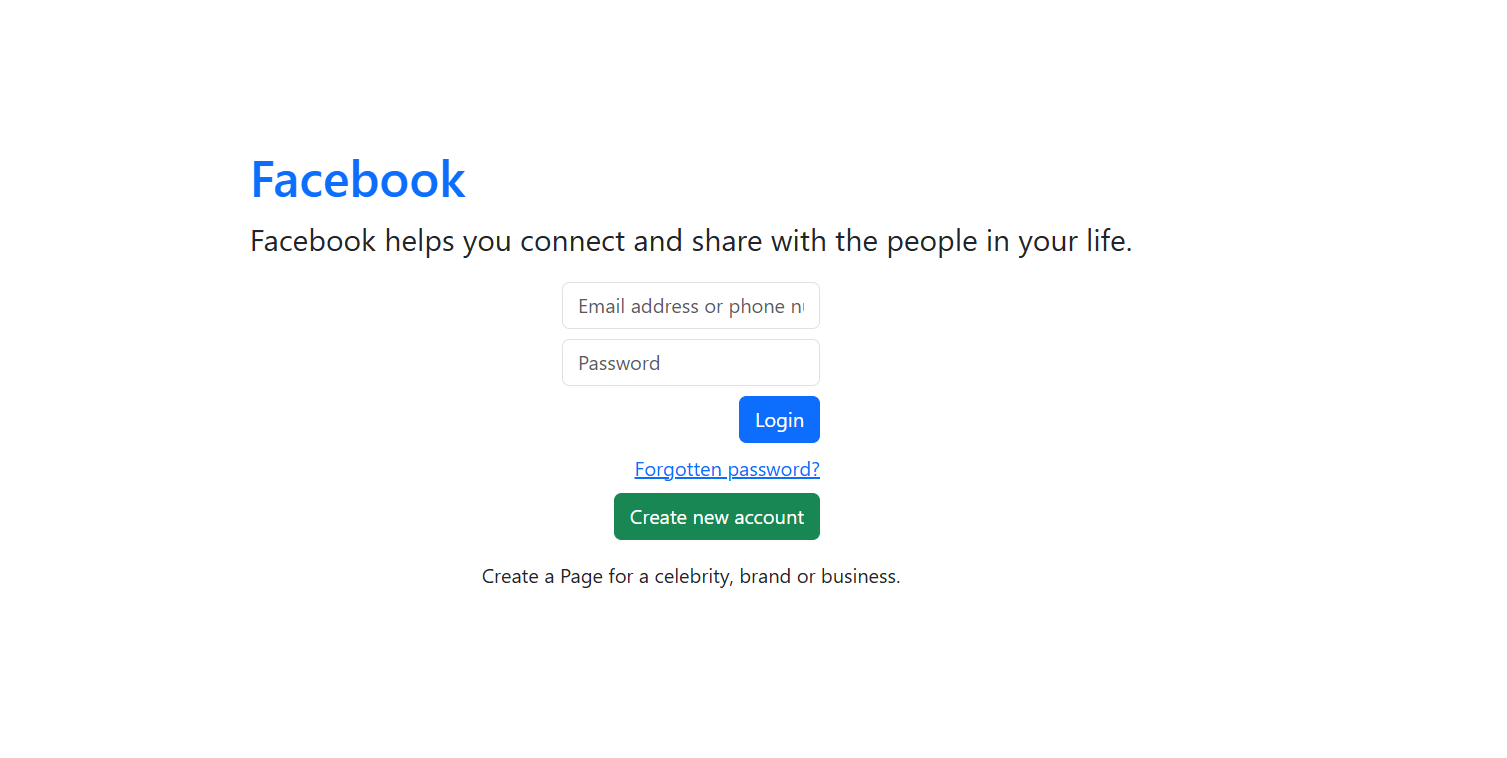 Facebook
Facebook helps you connect and share with the people in your life.
Email address or phone n
Password
Login
Forgotten password?
Create new account
Create a Page for a celebrity, brand or business.